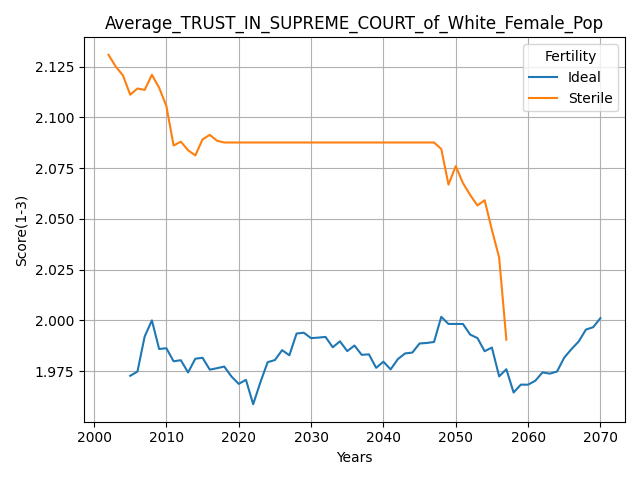 Average_TRUST_IN_SUPREME_COURT_of_White_Female_Pop
Fertility
Ideal
Sterile
2.125
2.100
2.075
2.050
2.025
2.000
1.975
Score(1-3)
2000 2010 2020 2030 2040 2050 2060 2070
Years